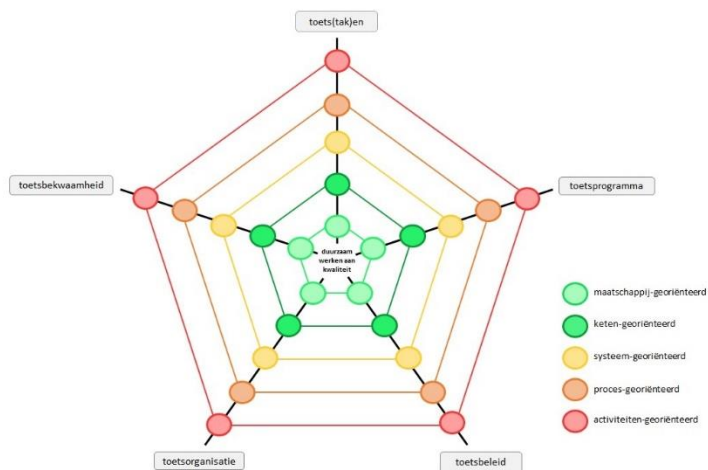 toets(tak)en
toetsbekwaamheid
toetsprogramma
duurzaam
werken aan
kwaliteit
maatschappij-georiënteerd
keten-georiënteerd
systeem-georiënteerd
proces-georiënteerd
activiteiten-georiënteerd
toetsorganisatie
toetsbeleid